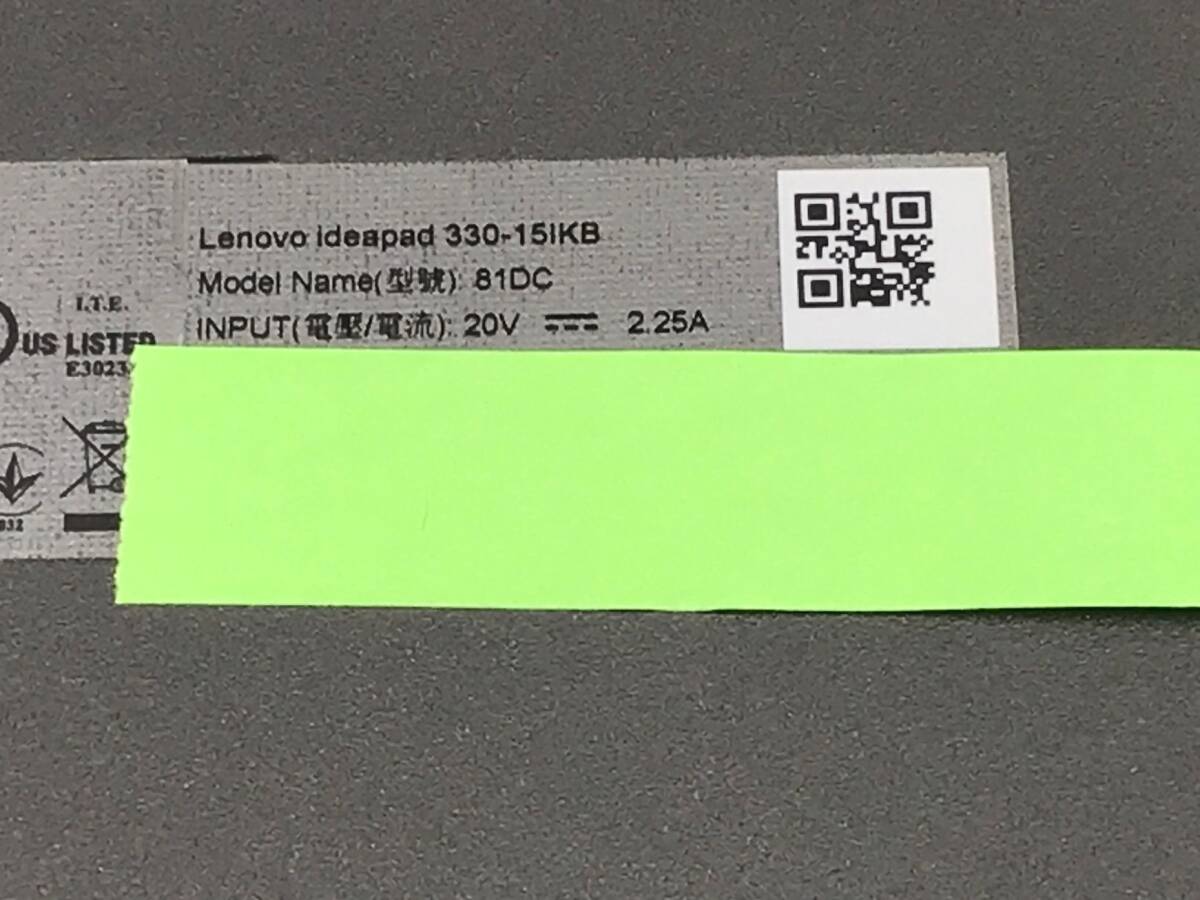 Lenovo ideapad 330-15IKB
Model Name(型號): 81DC
INPUT(電壓/電流): 20V 2.25A
I.T.E.
US LISTED
E3023